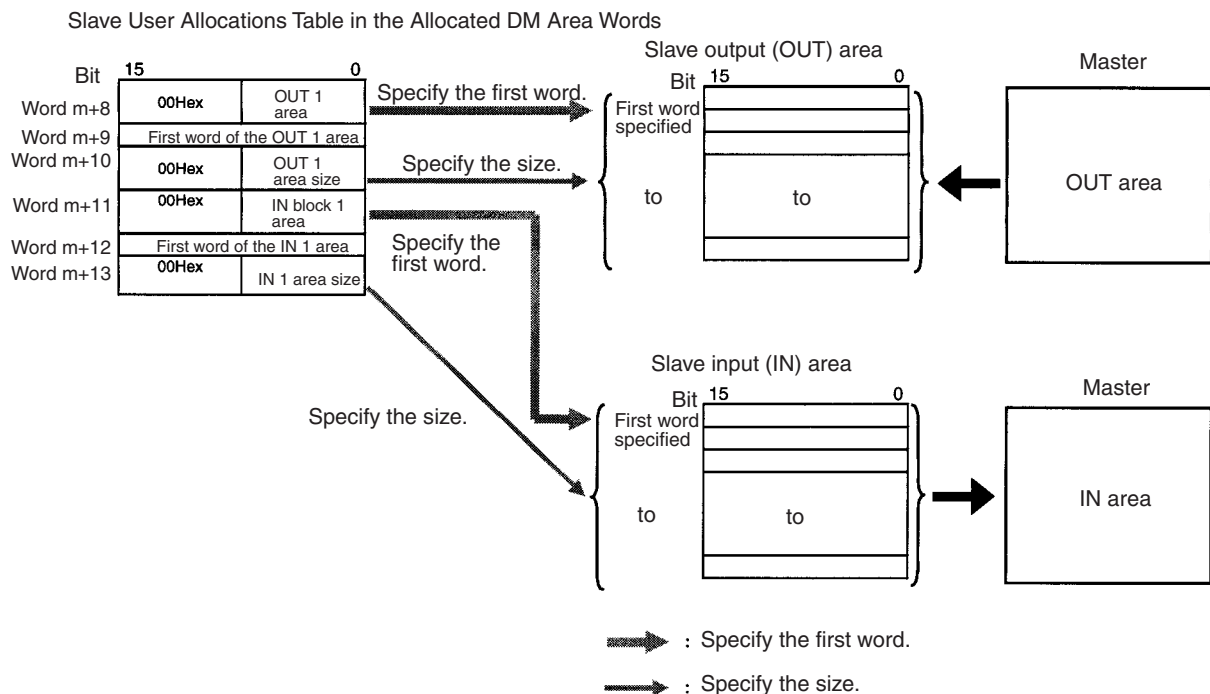 Slave User Allocations Table in the Allocated DM Area Words
Bit
15
0
Word m+8
00Hex
OUT 1
area
Word m+9
First word of the OUT 1 area
Word m+10
00Hex
OUT 1
area size
Word m+11
00Hex
IN block 1
area
Word m+12
First word of the IN 1 area
Word m+13
00Hex
IN 1 area size
Specify the first word.
Specify the size.
Specify the
first word.
Specify the size.
Slave output (OUT) area
Bit
15
0
First word
specified
to
to
Master
OUT area
Slave input (IN) area
Bit
15
0
First word
specified
to
to
Master
IN area
: Specify the first word.
: Specify the size.